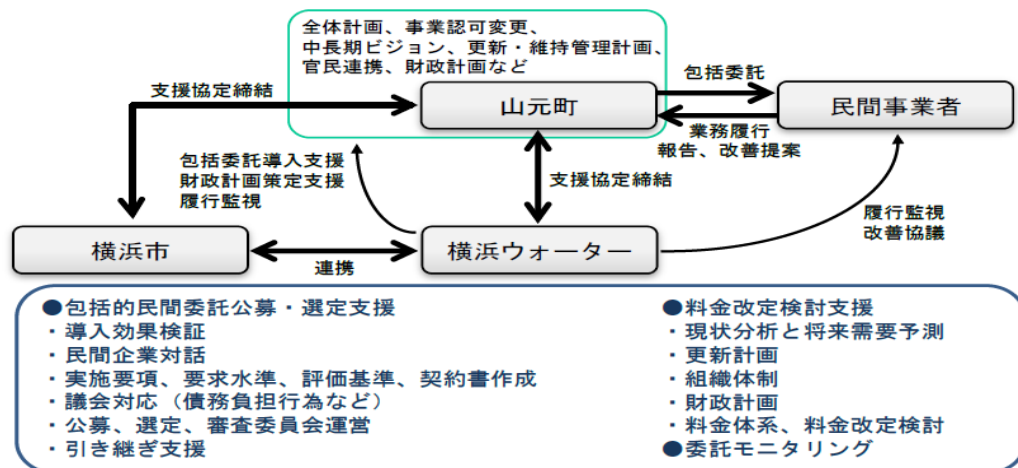 全体計画、事業認可変更、
中長期ビジョン、更新・維持管理計画、
官民連携、財政計画など
支援協定締結
山元町
包括委託
民間事業者
業務履行
報告、改善提案
包括委託導入支援
財政計画策定支援
履行監視
支援協定締結
履行監視
改善協議
横浜市
連携
横浜ウォーター
●包括的民間委託公募・選定支援
・導入効果検証
・民間企業対話
・実施要項、要求水準、評価基準、契約書作成
・議会対応（債務負担行為など）
・公募、選定、審査委員会運営
・引き継ぎ支援
●料金改定検討支援
・現状分析と将来需要予測
・更新計画
・組織体制
・財政計画
・料金体系、料金改定検討
●委託モニタリング